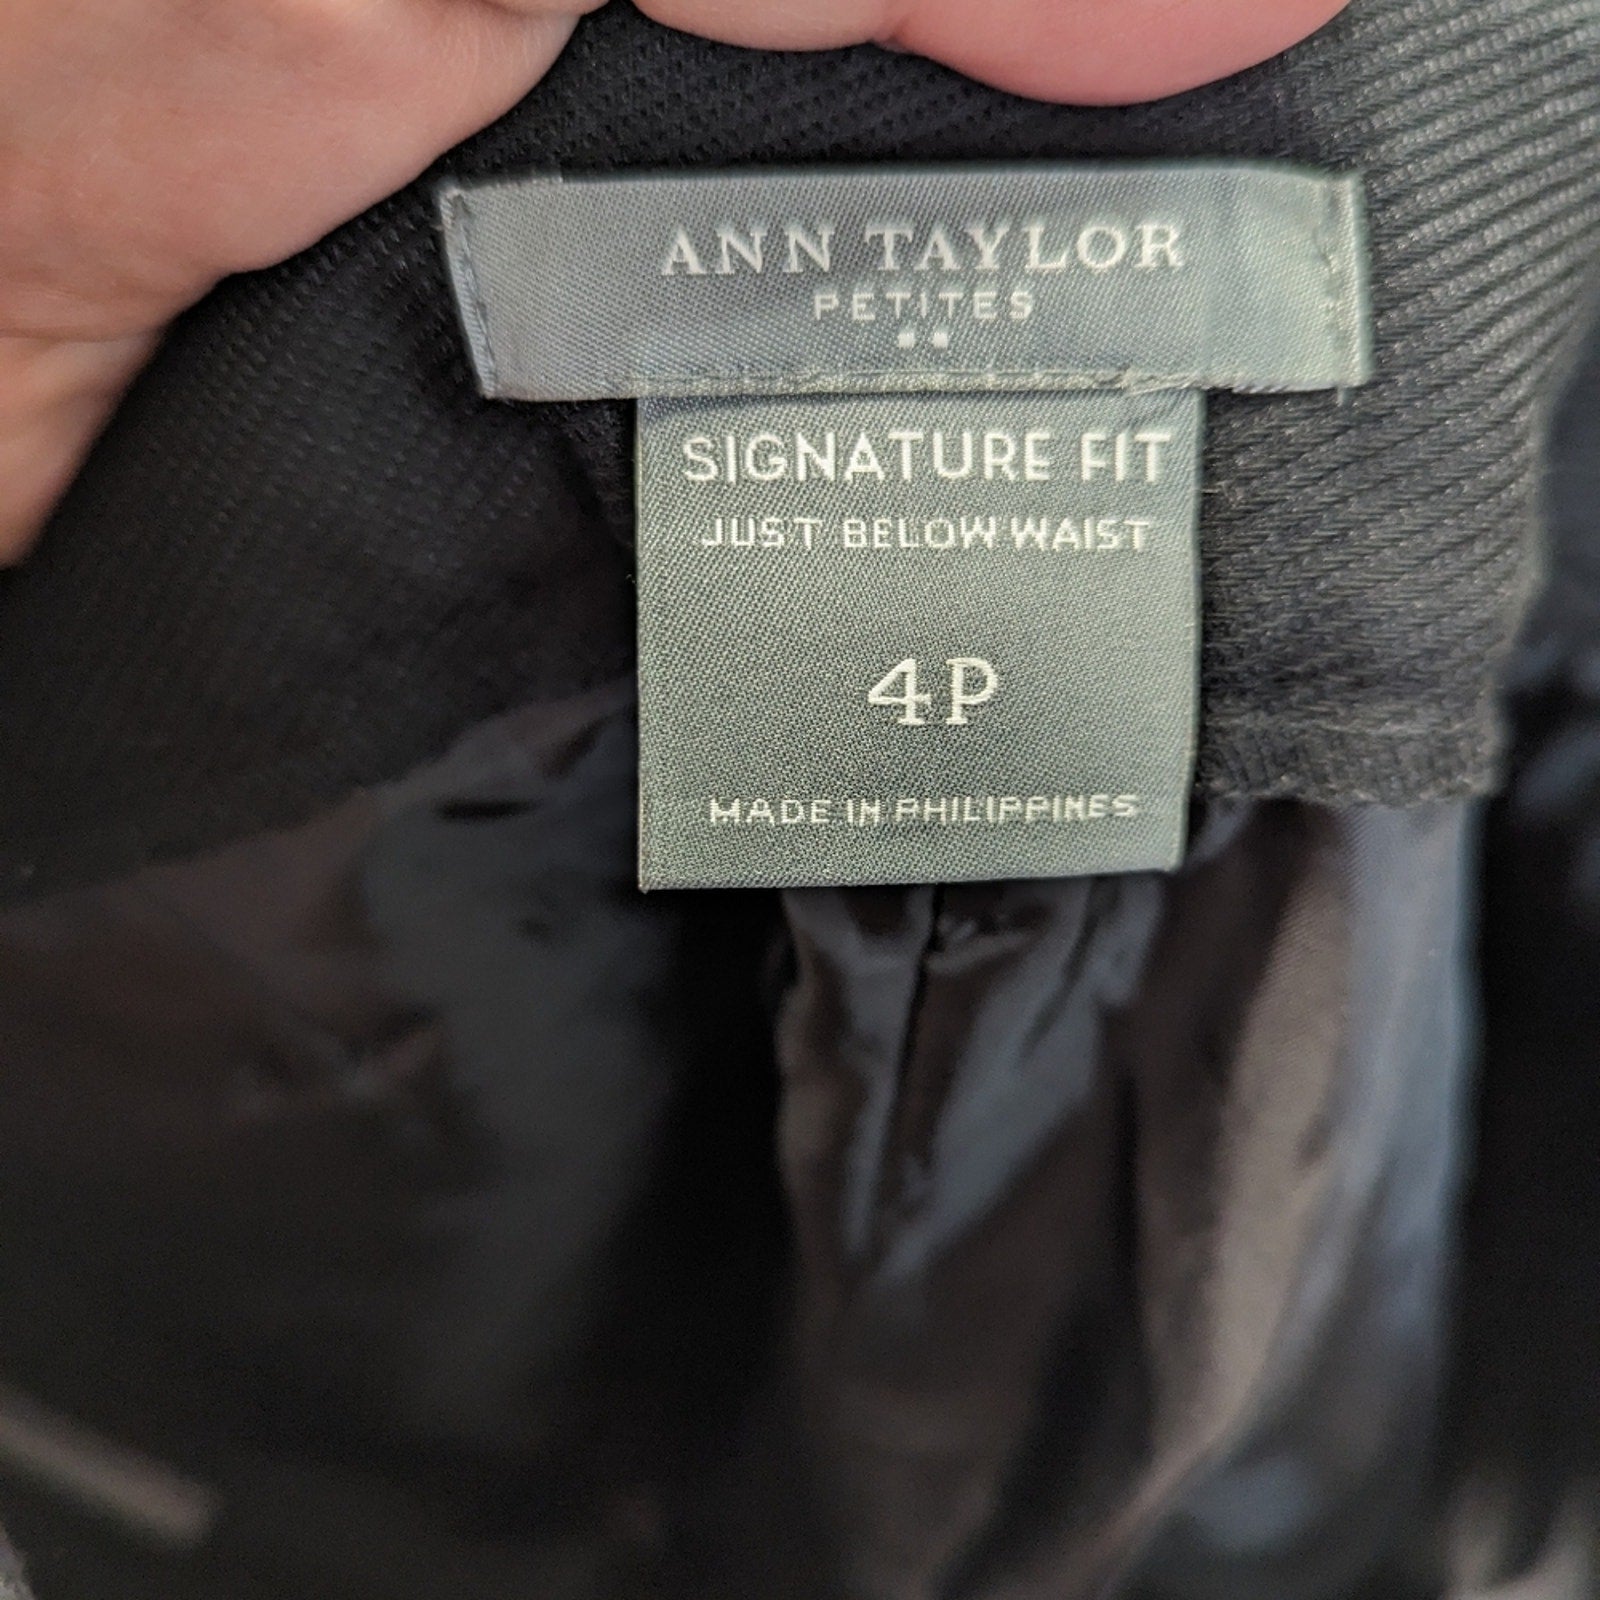 ANN TAYLOR
PETITES
SIGNATURE FIT
JUST BELOW WAIST
4P
MADE IN PHILIPPINES